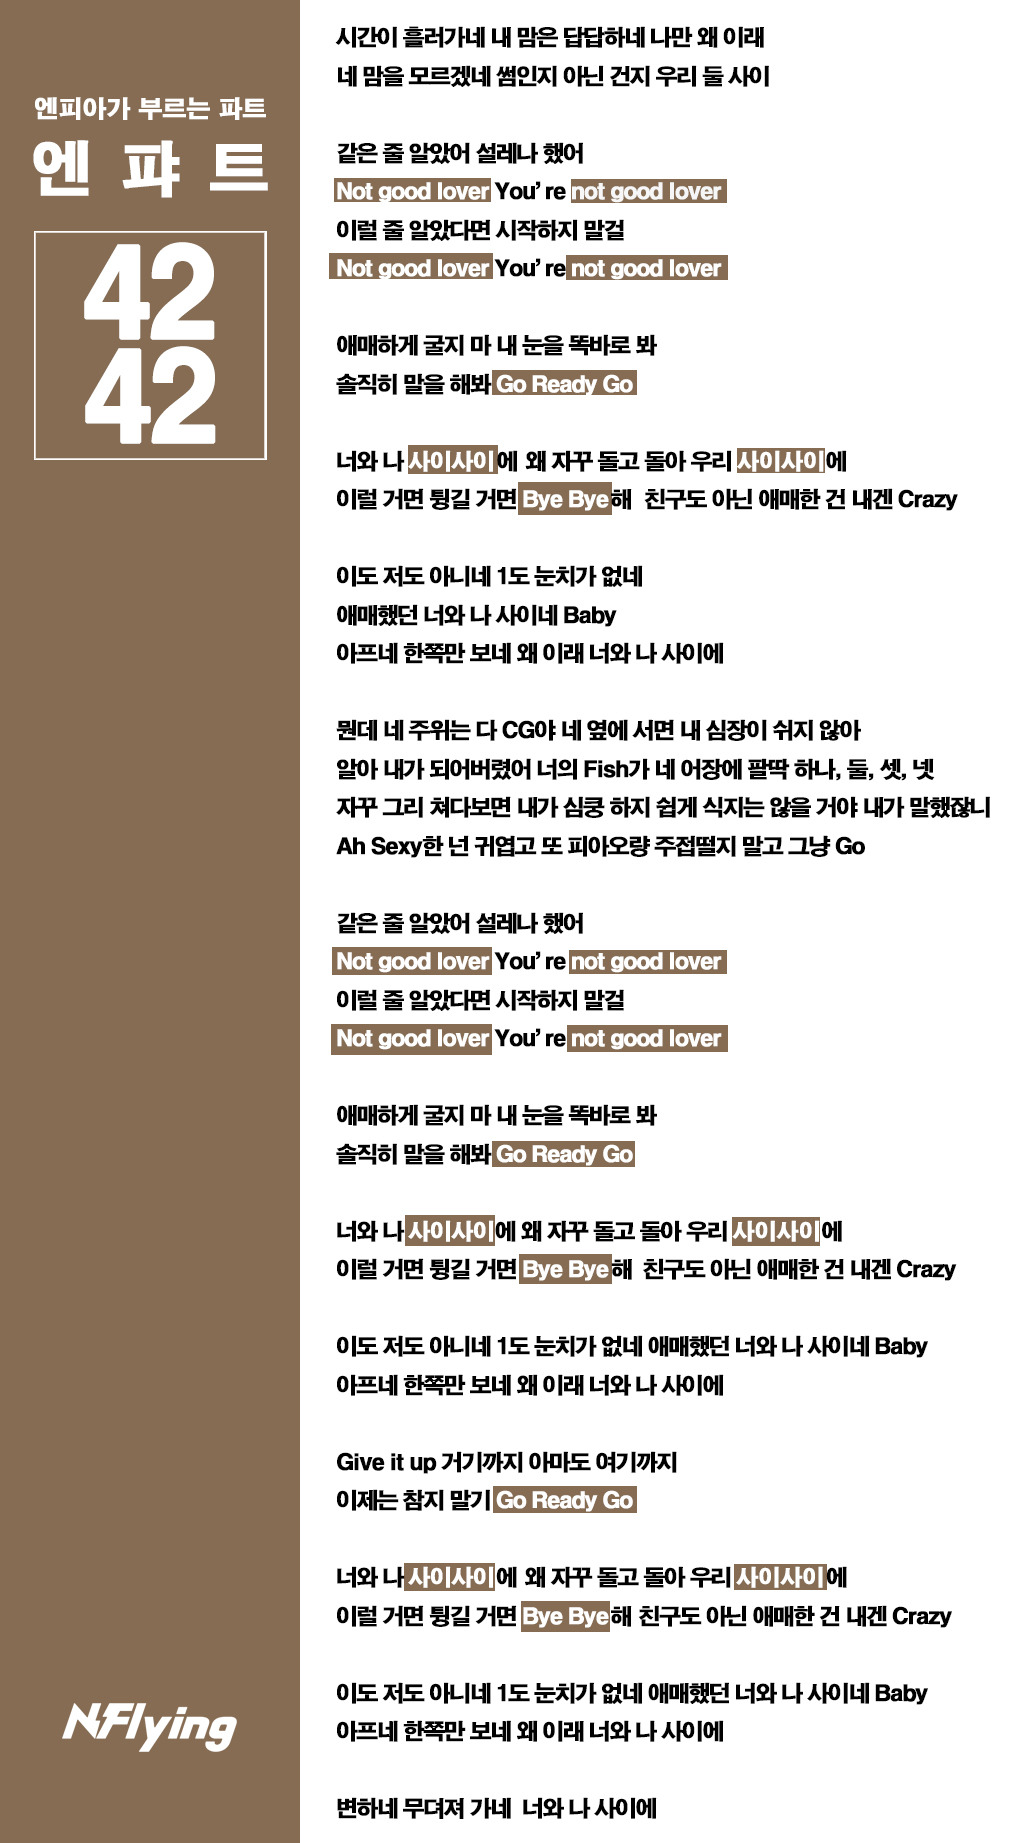 엔피아가 부르는 파트
엔 퍄 트
42
42
시간이 흘러가네 내 맘은 답답하네 나만 왜 이래
네 맘을 모르겠네 썸인지 아닌 건지 우리 둘 사이
같은 줄 알았어 설레나 했어
Not good lover You’ re not good lover
이럴 줄 알았다면 시작하지 말걸
Not good lover You’ re not good lover
애매하게 굴지 마 내 눈을 똑바로 봐
솔직히 말을 해봐 Go Ready Go
너와 나 사이사이에 왜 자꾸 돌고 돌아 우리 사이사이에
이럴 거면 튕길 거면 Bye Bye해 친구도 아닌 애매한 건 내겐 Crazy
이도 저도 아니네 1도 눈치가 없네
애매했던 너와 나 사이네 Baby
아프네 한쪽만 보네 왜 이래 너와 나 사이에
뭔데 네 주위는 다 CG야 네 옆에 서면 내 심장이 쉬지 않아
알아 내가 되어버렸어 너의 Fish가 네 어장에 팔딱 하나, 둘, 셋, 넷
자꾸 그리 쳐다보면 내가 심쿵 하지 쉽게 식지는 않을 거야 내가 말했잖니
Ah Sexy한 넌 귀엽고 또 피아오량 주접떨지 말고 그냥 Go
같은 줄 알았어 설레나 했어
Not good lover You’ re not good lover
이럴 줄 알았다면 시작하지 말걸
Not good lover You’ re not good lover
애매하게 굴지 마 내 눈을 똑바로 봐
솔직히 말을 해봐 Go Ready Go
너와 나 사이사이에 왜 자꾸 돌고 돌아 우리 사이사이에
이럴 거면 튕길 거면 Bye Bye해 친구도 아닌 애매한 건 내겐 Crazy
이도 저도 아니네 1도 눈치가 없네 애매했던 너와 나 사이네 Baby
아프네 한쪽만 보네 왜 이래 너와 나 사이에
Give it up 거기까지 아마도 여기까지
이제는 참지 말기 Go Ready Go
너와 나 사이사이에 왜 자꾸 돌고 돌아 우리 사이사이에
이럴 거면 튕길 거면 Bye Bye해 친구도 아닌 애매한 건 내겐 Crazy
이도 저도 아니네 1도 눈치가 없네 애매했던 너와 나 사이네 Baby
아프네 한쪽만 보네 왜 이래 너와 나 사이에
변하네 무뎌져 가네 너와 나 사이에
NFlying